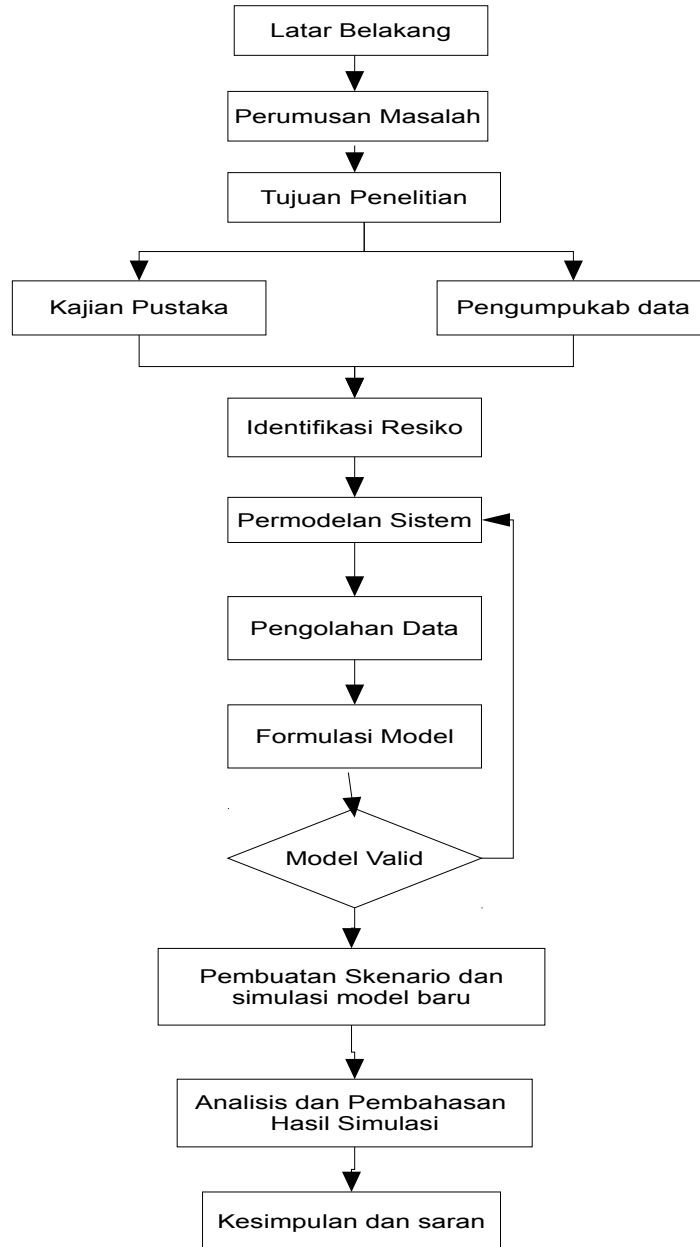 Latar Belakang
Perumusan Masalah
Tujuan Penelitian
Kajian Pustaka
Pengumpukab data
Identifikasi Resiko
Permodelan Sistem
Pengolahan Data
Formulasi Model
Model Valid
Pembuatan Skenario dan
simulasi model baru
Analisis dan Pembahasan
Hasil Simulasi
Kesimpulan dan saran